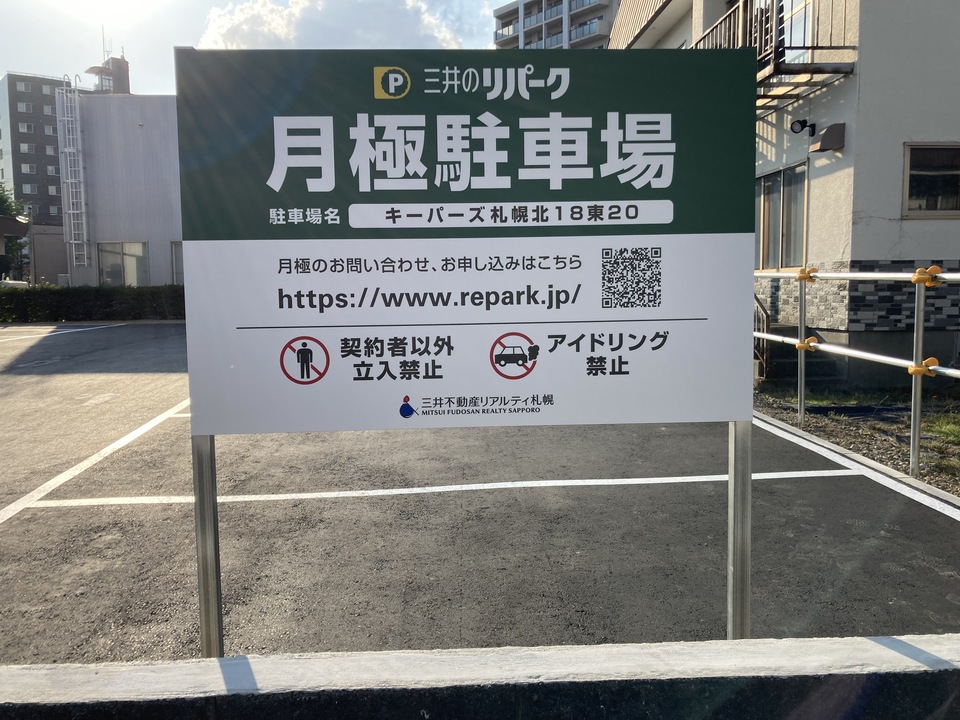 P 三井のリパーク
月極駐車場
駐車場名 キーパーズ札幌北18東20
月極のお問い合わせ、お申し込みはこちら
https://www.repark.jp/
契約者以外
立入禁止
アイドリング
禁止
三井不動産リアルティ札幌
MITSUI FUDOSAN REALTY SAPPORO